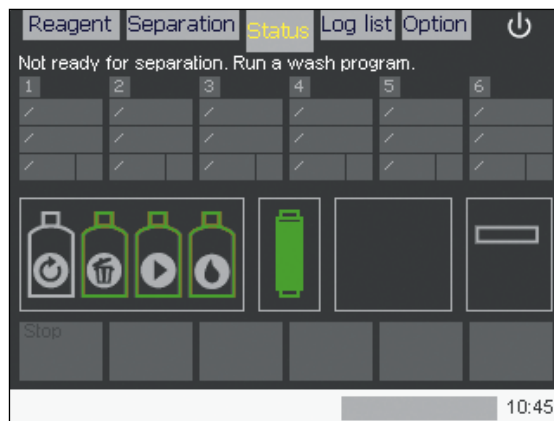 Reagent Separation Status Log list Option
Not ready for separation. Run a wash program.
1 2 3 4 5 6
/ / / / / /
/ / / / / /
/ / / / / /
Stop
10:45